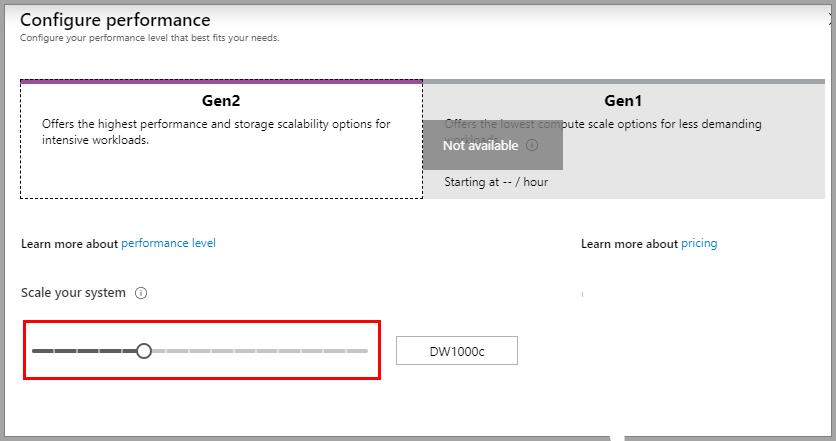 Configure performance
Configure your performance level that best fits your needs.
Gen2
Offers the highest performance and storage scalability options for
intensive workloads.
Gen1
Offers the lowest compute scale options for less demanding
workloads.
Not available
Starting at -- / hour
Learn more about performance level
Learn more about pricing
Scale your system
DW1000c